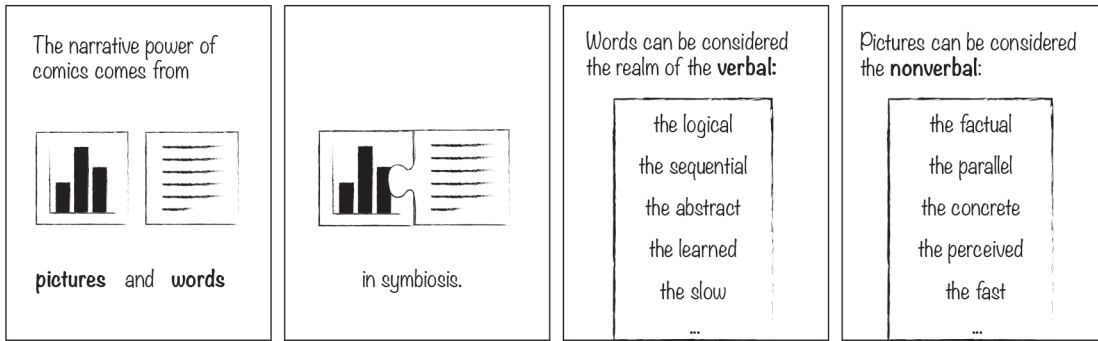 The narrative power of
comics comes from
pictures and words
in symbiosis.
Words can be considered
the realm of the verbal:
the logical
the sequential
the abstract
the learned
the slow
...
Pictures can be considered
the nonverbal:
the factual
the parallel
the concrete
the perceived
the fast
...